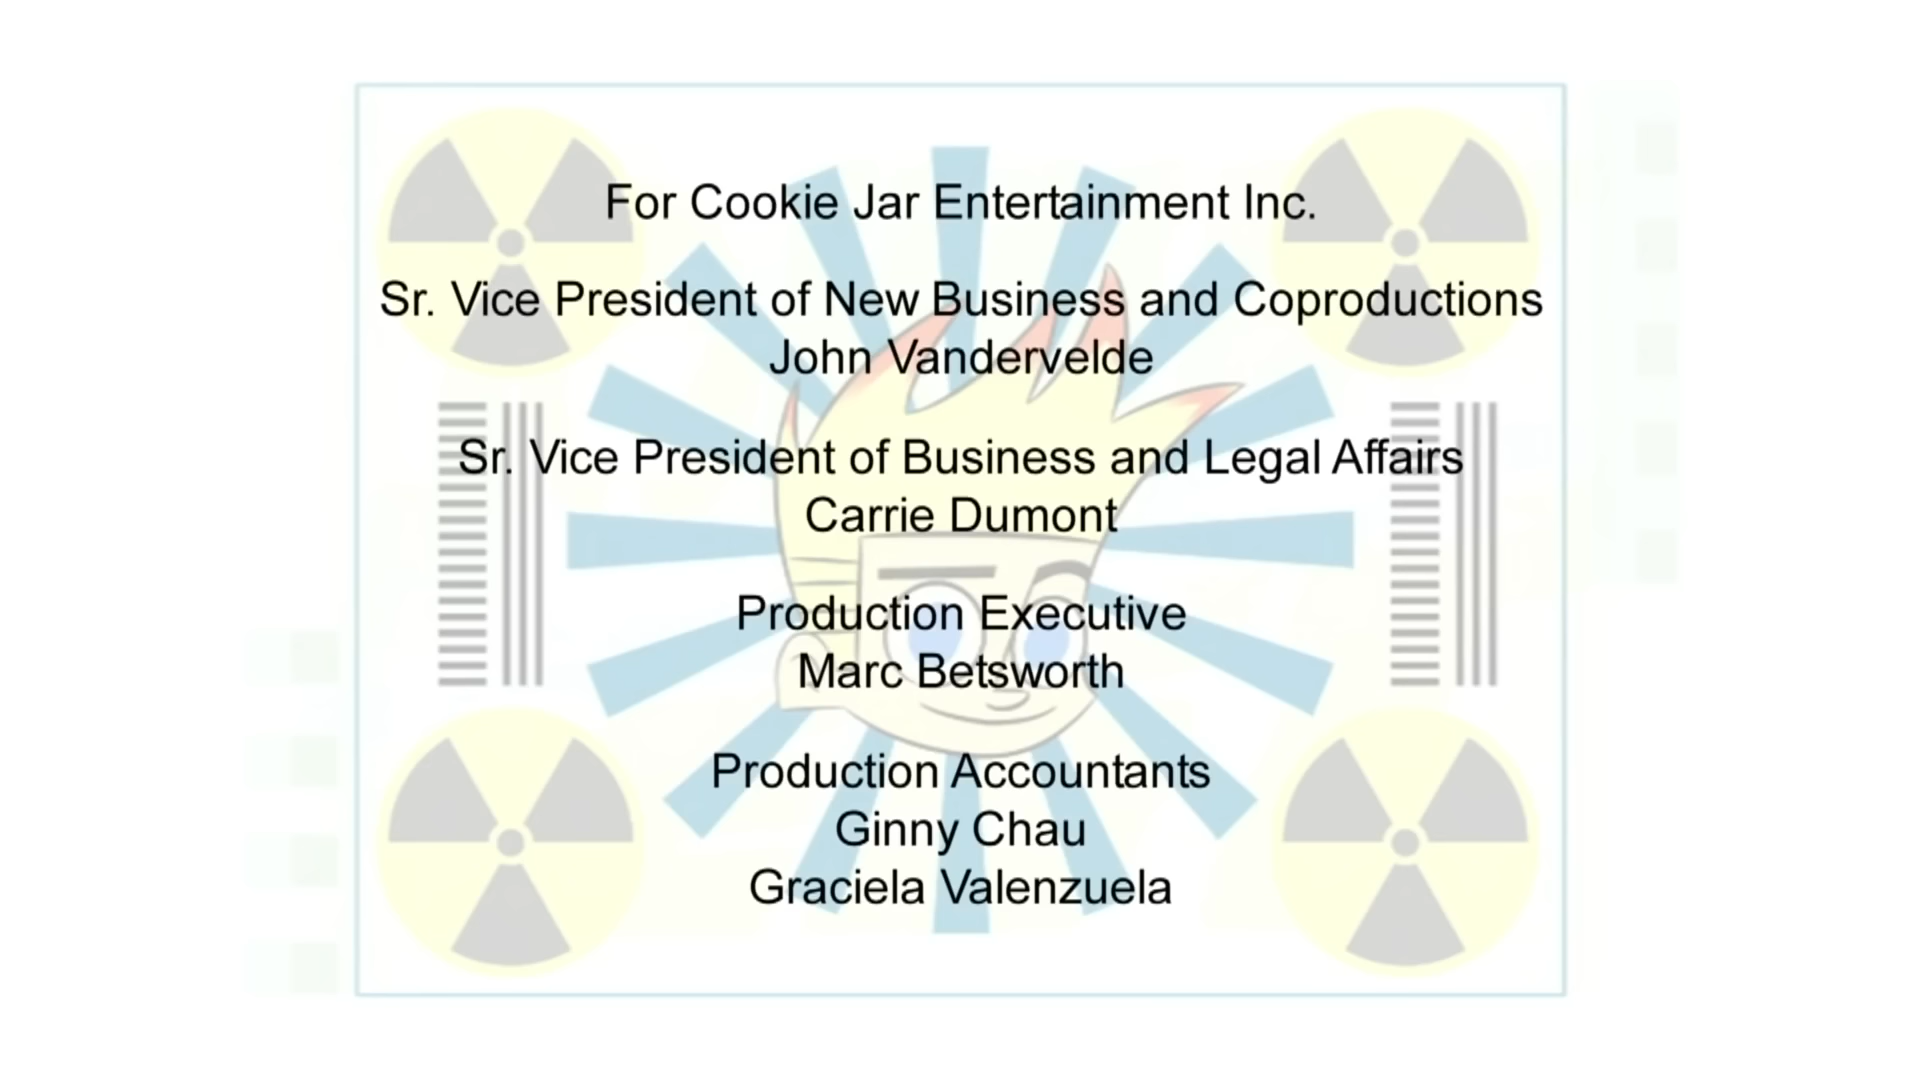 For Cookie Jar Entertainment Inc.
Sr. Vice President of New Business and Coproductions
John Vandervelde
Sr. Vice President of Business and Legal Affairs
Carrie Dumont
Production Executive
Marc Betsworth
Production Accountants
Ginny Chau
Graciela Valenzuela